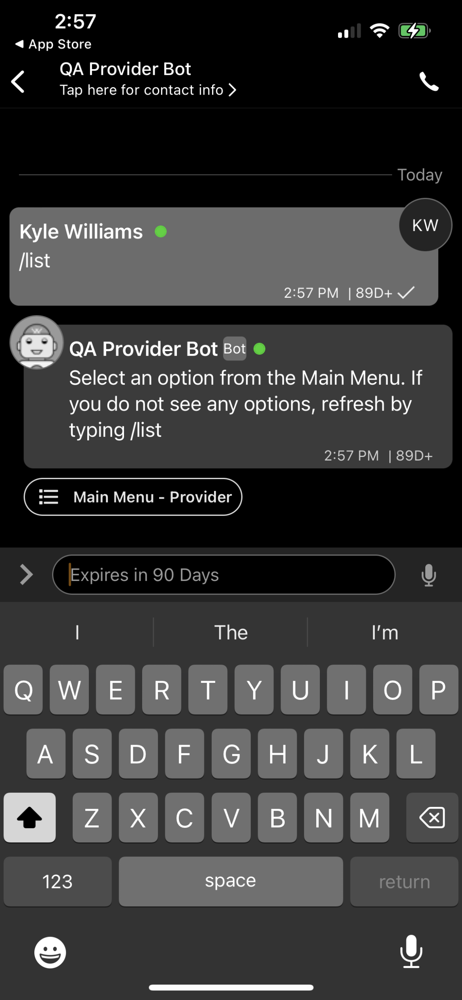 2:57
◀ App Store
QA Provider Bot
Tap here for contact info
Today
KW
Kyle Williams
/list
2:57 PM | 89D+
QA Provider Bot Bot
Select an option from the Main Menu. If
you do not see any options, refresh by
typing /list
2:57 PM | 89D+
Main Menu - Provider
Expires in 90 Days
I The I’m
Q W E R T Y U I O P
A S D F G H J K L
Z X C V B N M
123 space return